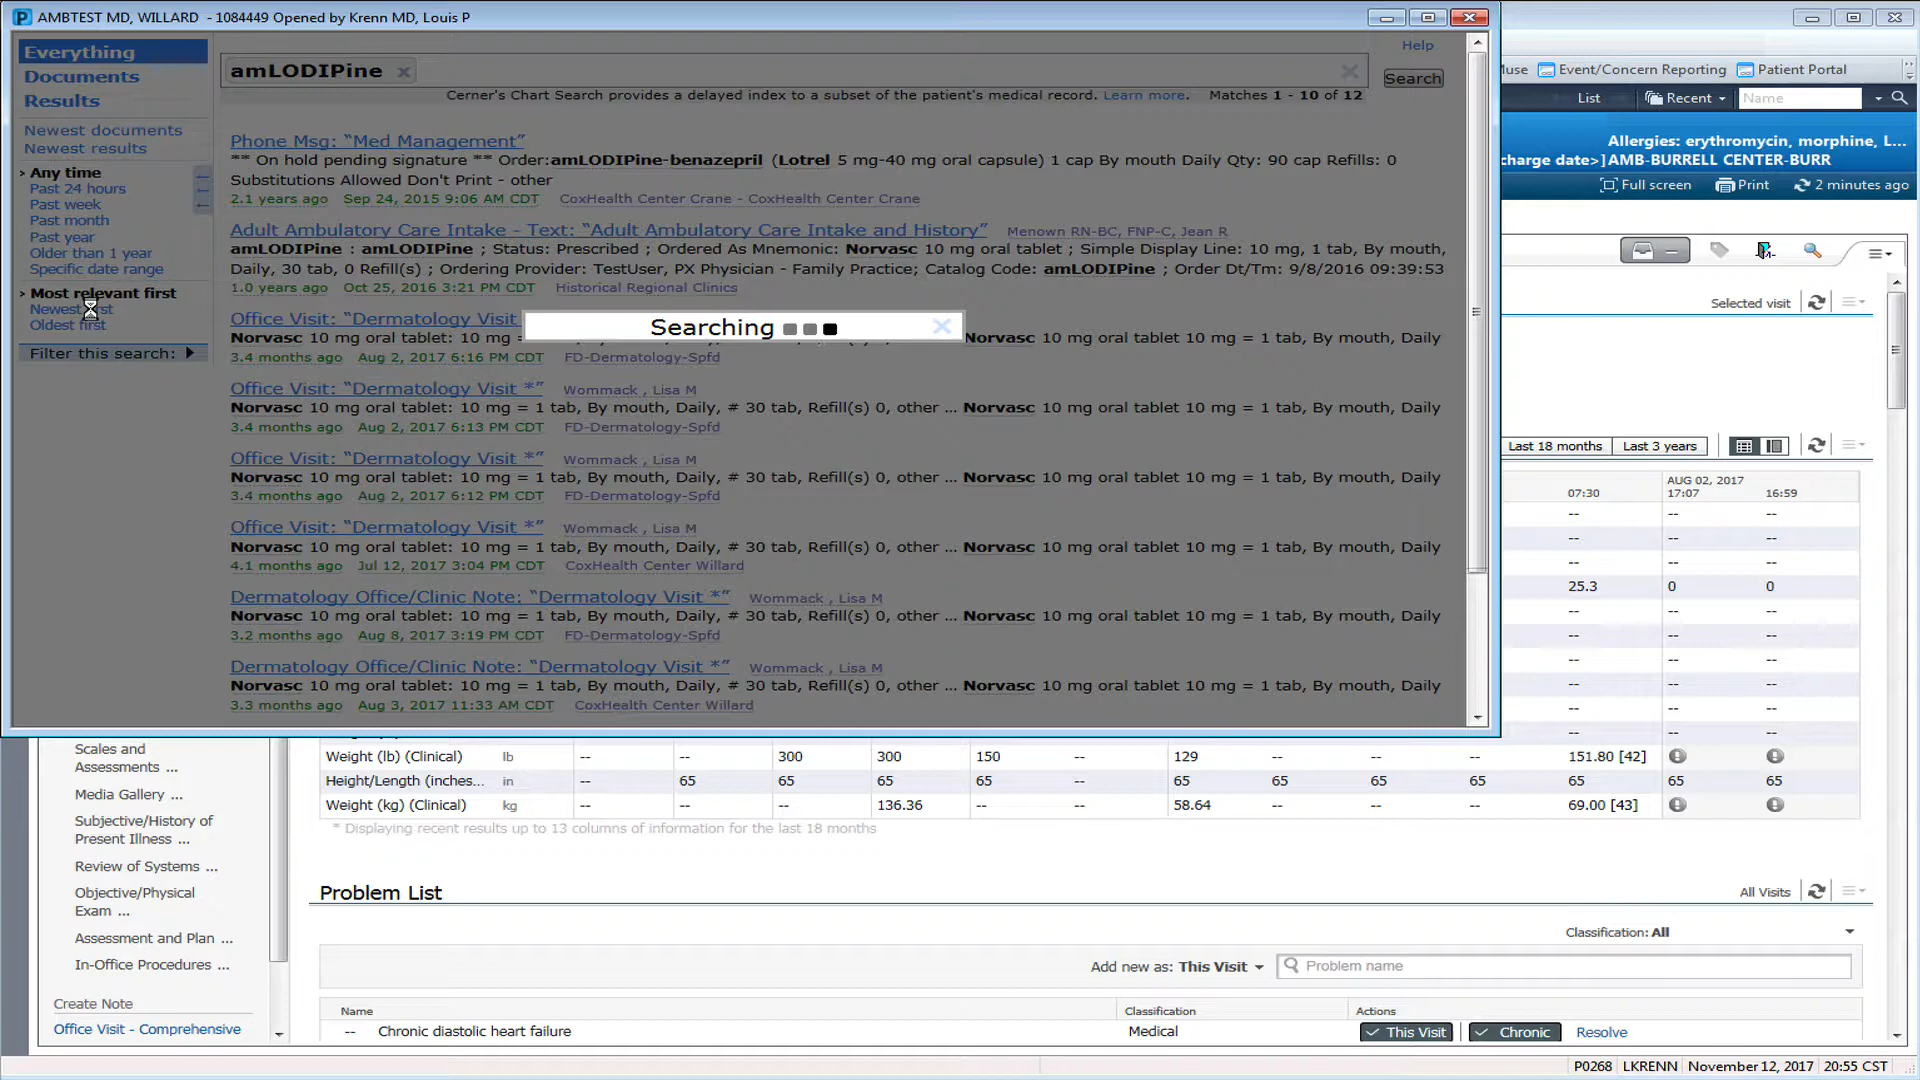 AMBTEST MD, WILLARD - 1084449 Opened by Krenn MD, Louis P
Everything
Documents
Results
Newest documents
Newest results
Any time
Past 24 hours
Past week
Past month
Past year
Older than 1 year
Specific date range
Most relevant first
Oldest first
Filter this search:
amLODIPine
Help
Search
Cerner's Chart Search provides a delayed index to a subset of the patient's medical record. Learn more. Matches 1 - 10 of 12
Phone Msg: “Med Management”
** On hold pending signature ** Order:amLODIPine-benazepril (Lotrel 5 mg-40 mg oral capsule) 1 cap By mouth Daily Qty: 90 cap Refills: 0
Substitutions Allowed Don't Print - other
2.1 years ago Sep 24, 2015 9:06 AM CDT CoxHealth Center Crane - CoxHealth Center Crane
Adult Ambulatory Care Intake - Text: “Adult Ambulatory Care Intake and History” Menown RN-BC, FNP-C, Jean R
amLODIPine : amLODIPine ; Status: Prescribed ; Ordered As Mnemonic: Norvasc 10 mg oral tablet ; Simple Display Line: 10 mg, 1 tab, By mouth,
Daily, 30 tab, 0 Refill(s) ; Ordering Provider: TestUser, PX Physician - Family Practice; Catalog Code: amLODIPine ; Order Dt/Tm: 9/8/2016 09:39:53
1.0 years ago Oct 25, 2016 3:21 PM CDT Historical Regional Clinics
Office Visit: “Dermatology Visit
Searching
Norvasc 10 mg oral tablet: 10 mg = Norvasc 10 mg oral tablet 10 mg = 1 tab, By mouth, Daily
3.4 months ago Aug 2, 2017 6:16 PM CDT FD-Dermatology-Spfd
Office Visit: “Dermatology Visit *” Wommack , Lisa M
Norvasc 10 mg oral tablet: 10 mg = 1 tab, By mouth, Daily, # 30 tab, Refill(s) 0, other ... Norvasc 10 mg oral tablet 10 mg = 1 tab, By mouth, Daily
3.4 months ago Aug 2, 2017 6:13 PM CDT FD-Dermatology-Spfd
Office Visit: “Dermatology Visit *” Wommack , Lisa M
Norvasc 10 mg oral tablet: 10 mg = 1 tab, By mouth, Daily, # 30 tab, Refill(s) 0, other ... Norvasc 10 mg oral tablet 10 mg = 1 tab, By mouth, Daily
3.4 months ago Aug 2, 2017 6:12 PM CDT FD-Dermatology-Spfd
Office Visit: “Dermatology Visit *” Wommack , Lisa M
Norvasc 10 mg oral tablet: 10 mg = 1 tab, By mouth, Daily, # 30 tab, Refill(s) 0, other ... Norvasc 10 mg oral tablet 10 mg = 1 tab, By mouth, Daily
4.1 months ago Jul 12, 2017 3:04 PM CDT CoxHealth Center Willard
Dermatology Office/Clinic Note: “Dermatology Visit *” Wommack , Lisa M
Norvasc 10 mg oral tablet: 10 mg = 1 tab, By mouth, Daily, # 30 tab, Refill(s) 0, other ... Norvasc 10 mg oral tablet 10 mg = 1 tab, By mouth, Daily
3.2 months ago Aug 8, 2017 3:19 PM CDT FD-Dermatology-Spfd
Dermatology Office/Clinic Note: “Dermatology Visit *” Wommack , Lisa M
Norvasc 10 mg oral tablet: 10 mg = 1 tab, By mouth, Daily, # 30 tab, Refill(s) 0, other ... Norvasc 10 mg oral tablet 10 mg = 1 tab, By mouth, Daily
3.3 months ago Aug 3, 2017 11:33 AM CDT CoxHealth Center Willard
Event/Concern Reporting Patient Portal
List Recent Name
Allergies: erythromycin, morphine, L...
charge date>] AMB-BURRELL CENTER-BURR
Full screen Print 2 minutes ago
Selected visit
Last 18 months Last 3 years
AUG 02, 2017
07:30 17:07 16:59
-- --
-- --
-- --
25.3 0 0
-- --
-- --
-- --
-- --
-- --
-- --
Weight (lb) (Clinical) lb -- -- 300 300 150 -- 129 -- -- -- 151.80 [42]
Height/Length (inches... in -- 65 65 65 65 -- 65 65 65 65 65 65 65
Weight (kg) (Clinical) kg -- -- -- 136.36 -- -- 58.64 -- -- -- 69.00 [43]
* Displaying recent results up to 13 columns of information for the last 18 months
Scales and
Assessments ...
Media Gallery ...
Subjective/History of
Present Illness ...
Review of Systems ...
Objective/Physical
Exam ...
Assessment and Plan ...
In-Office Procedures ...
Create Note
Office Visit - Comprehensive
Problem List
All Visits
Classification: All
Add new as: This Visit Problem name
Name Classification Actions
-- Chronic diastolic heart failure Medical This Visit Chronic Resolve
P0268 LKRENN November 12, 2017 20:55 CST